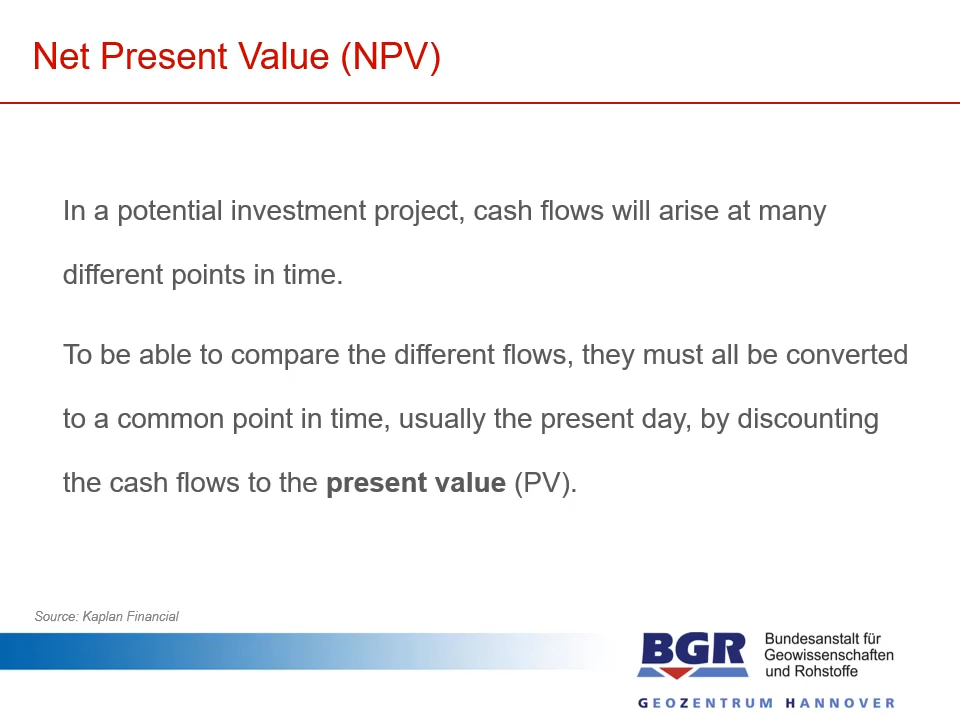 Net Present Value (NPV)
In a potential investment project, cash flows will arise at many
different points in time.
To be able to compare the different flows, they must all be converted
to a common point in time, usually the present day, by discounting
the cash flows to the present value (PV).
Source: Kaplan Financial
BGR
Bundesanstalt für
Geowissenschaften
und Rohstoffe
GEOZENTRUM HANNOVER